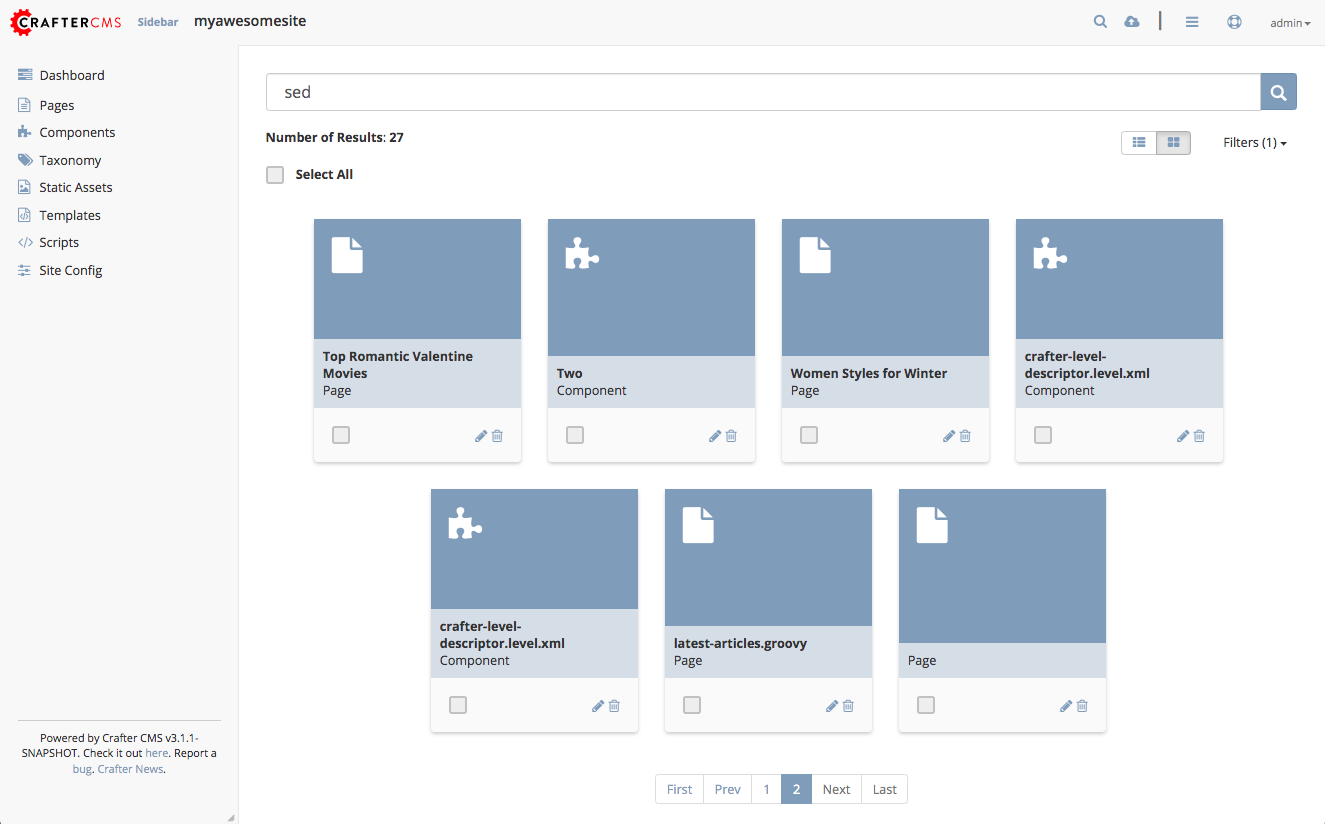 CRAFTERCMS Sidebar myawesomesite admin
Dashboard
Pages
Components
Taxonomy
Static Assets
Templates
Scripts
Site Config
Powered by Crafter CMS v3.1.1-
SNAPSHOT. Check it out here. Report a
bug. Crafter News.
sed
Number of Results: 27
Filters (1)
Select All
Top Romantic Valentine
Movies
Page
Two
Component
Women Styles for Winter
Page
crafter-level-
descriptor.level.xml
Component
crafter-level-
descriptor.level.xml
Component
latest-articles.groovy
Page
Page
First Prev 1 2 Next Last